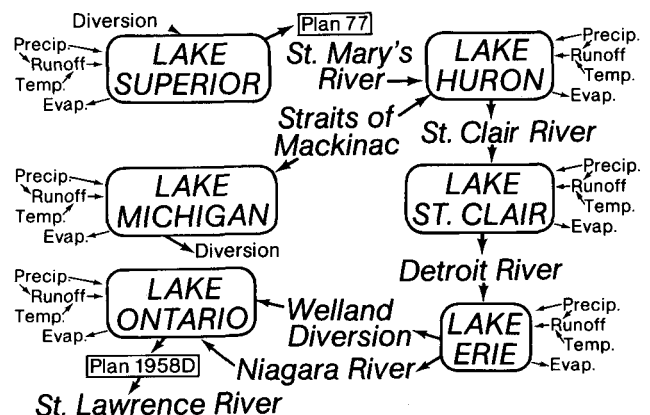 Diversion
Plan 77
Precip.
Runoff
Temp.
Evap.
LAKE
SUPERIOR
St. Mary's
River
LAKE
HURON
Precip.
Runoff
Temp.
Evap.
Straits of
Mackinac
St. Clair River
Precip.
Runoff
Temp.
Evap.
LAKE
MICHIGAN
Diversion
LAKE
ST. CLAIR
Precip.
Runoff
Temp.
Evap.
Detroit River
Precip.
Runoff
Temp.
Evap.
LAKE
ONTARIO
Welland
Diversion
LAKE
ERIE
Precip.
Runoff
Temp.
Evap.
Plan 1958D
Niagara River
St. Lawrence River